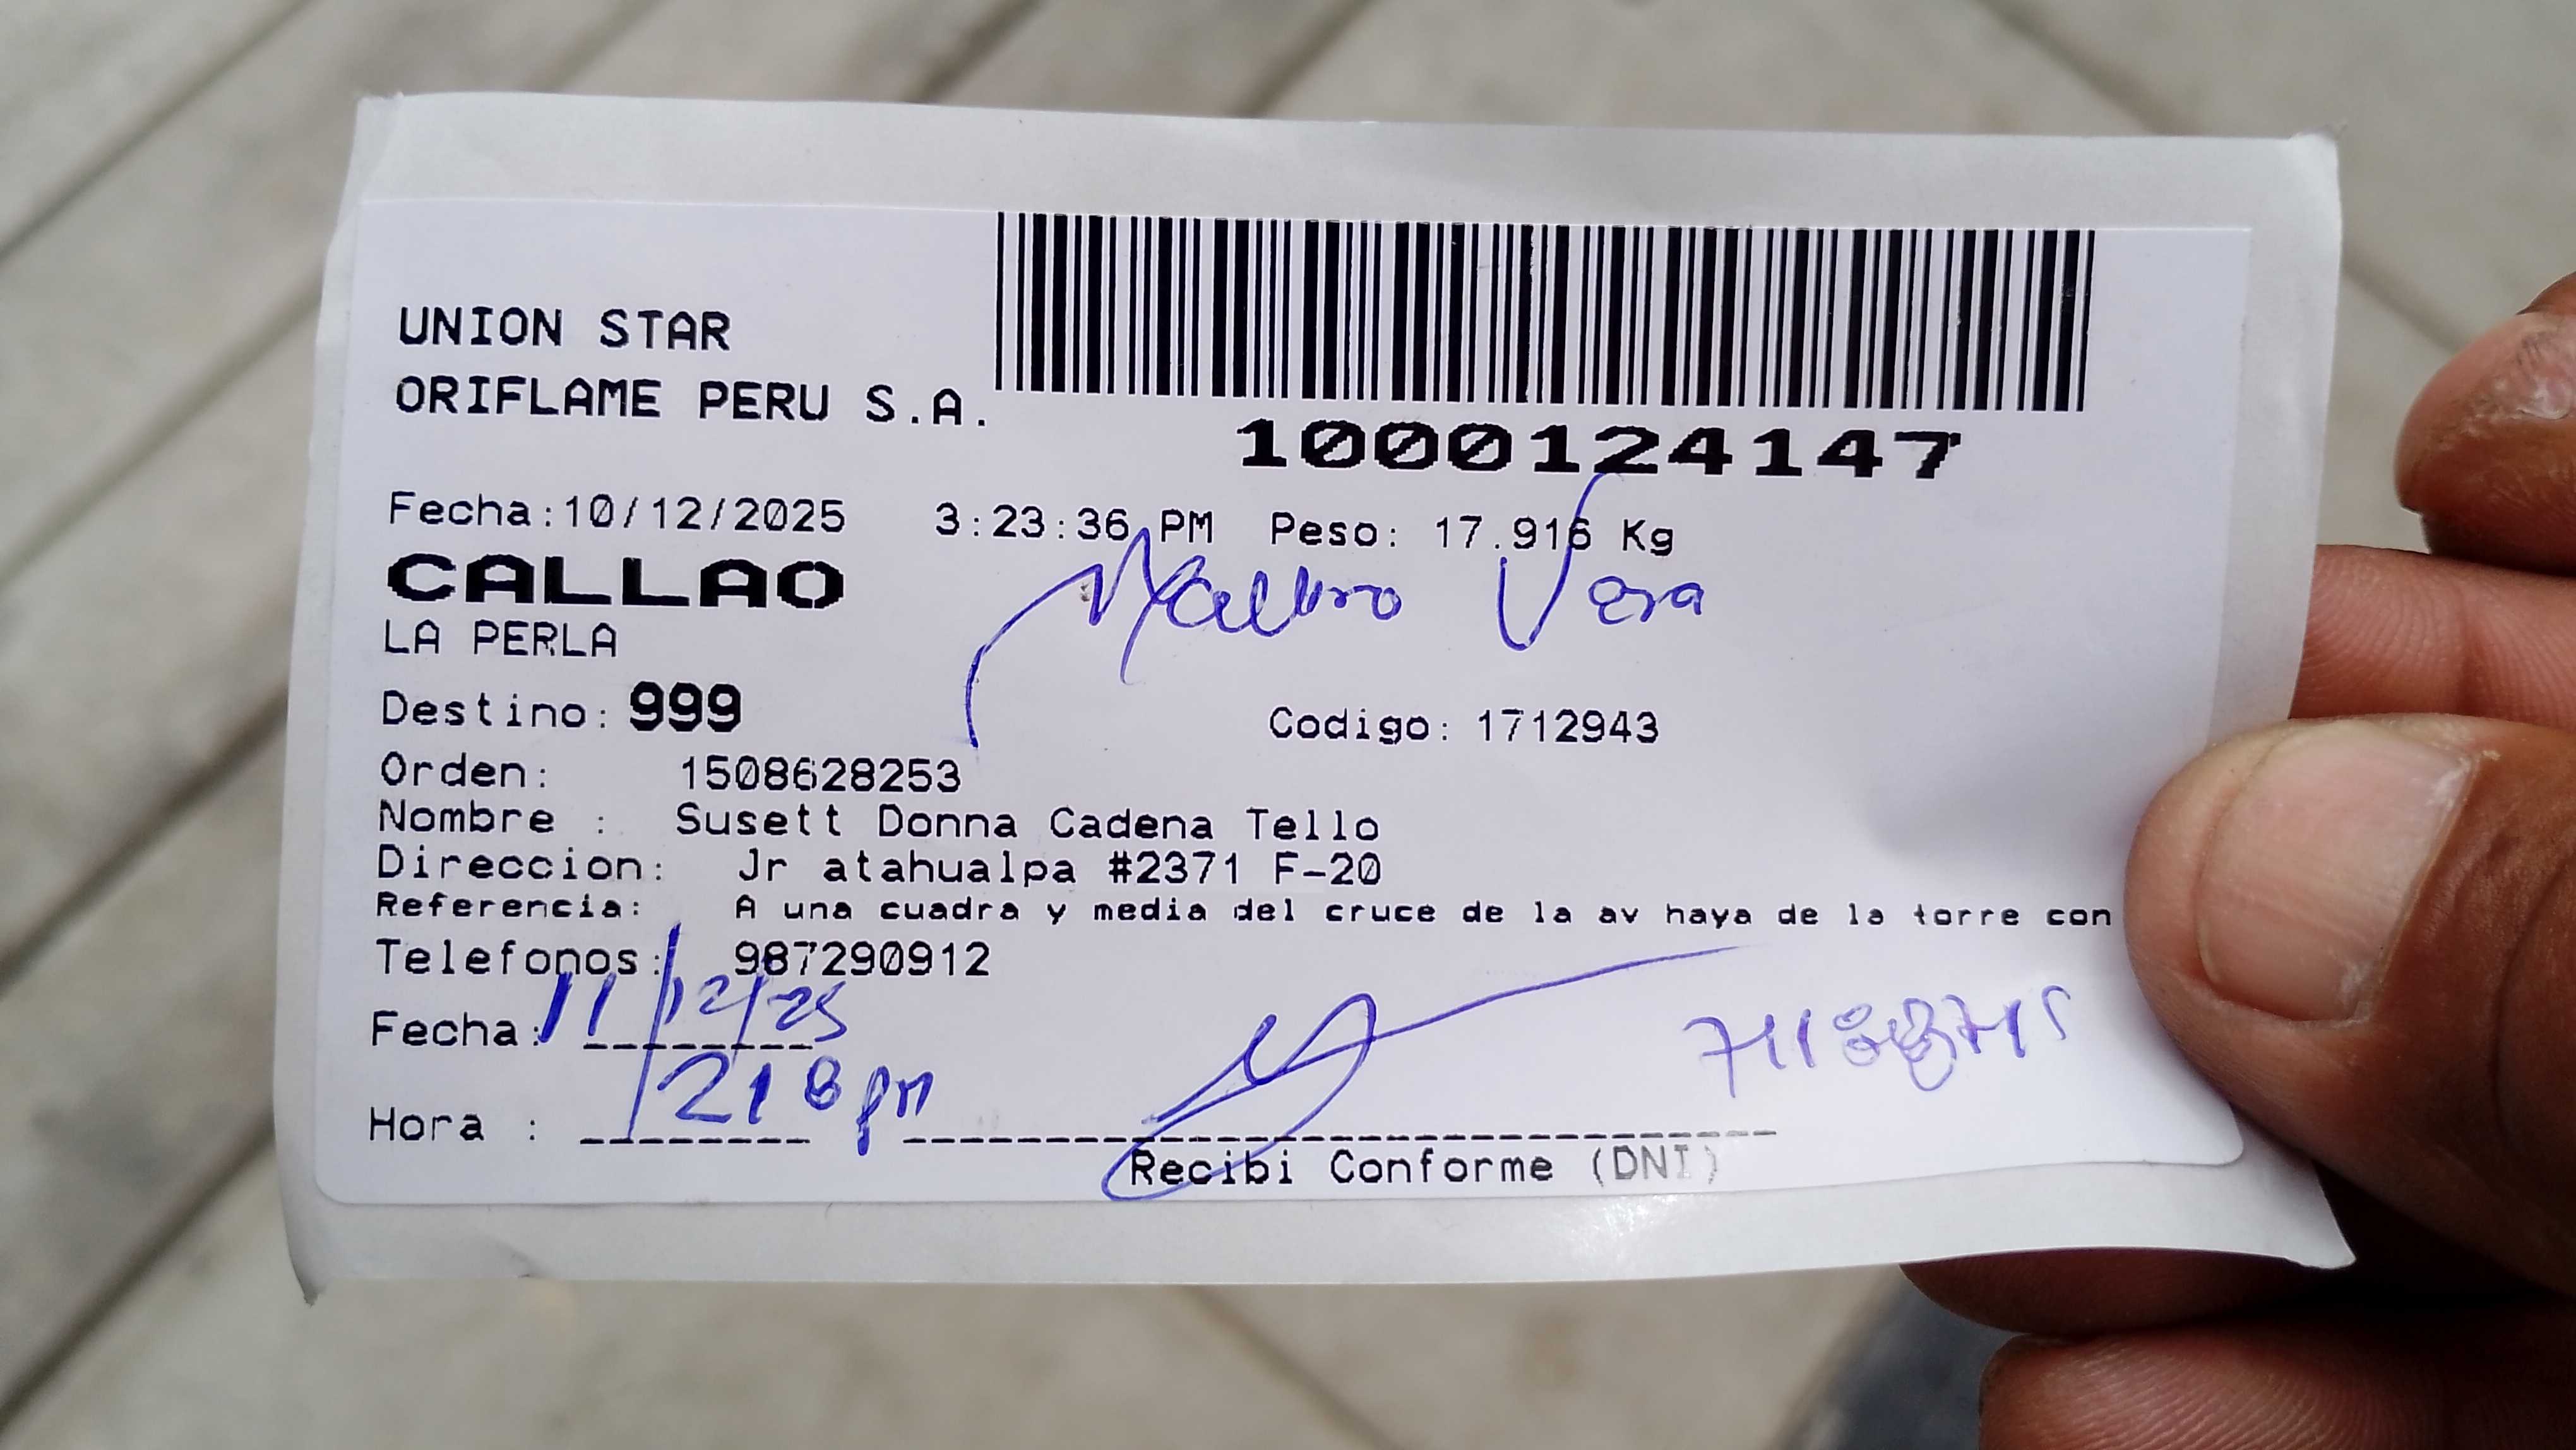 UNION STAR
ORIFLAME PERU S.A.
1000124147
Fecha:10/12/2025 3:23:36 PM Peso: 17.916 Kg
CALLAO
Vera
LA PERLA
Destino: 999 Codigo: 1712943
Orden: 1508628253
Nombre : Susett Donna Cadena Tello
Direccion: Jr atahualpa #2371 F-20
Referencia: A una cuadra y media del cruce de la av haya de la torre con
Telefonos: 987290912
Fecha: 11/12/25
Hora : pm
Recibi Conforme (DNI)